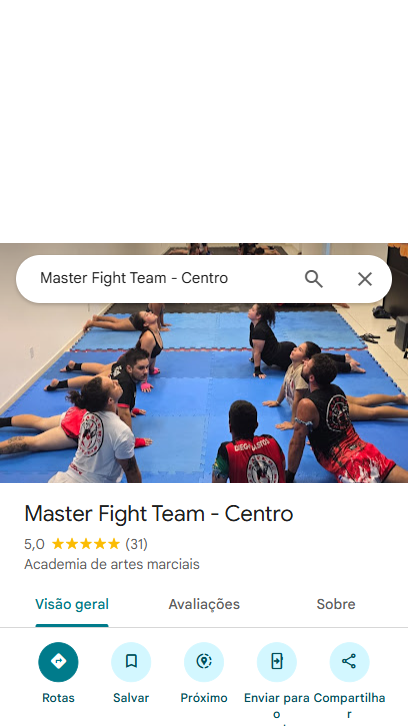 Master Fight Team - Centro
Master Fight Team - Centro
5,0 (31)
Academia de artes marciais
Visão geral Avaliações Sobre
Rotas Salvar Próximo Enviar para Compartilha
o r